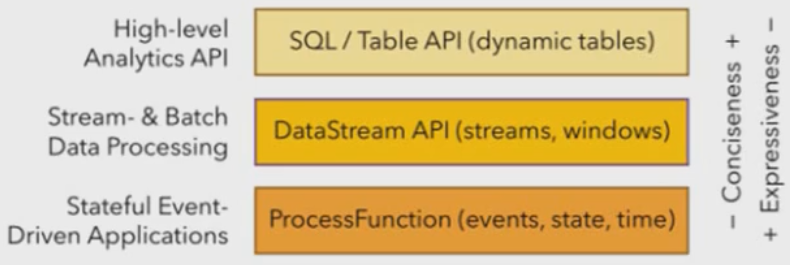 High-level
Analytics API
SQL / Table API (dynamic tables)
Stream- & Batch
Data Processing
DataStream API (streams, windows)
Stateful Event-
Driven Applications
ProcessFunction (events, state, time)
− Conciseness +
+ Expressiveness −